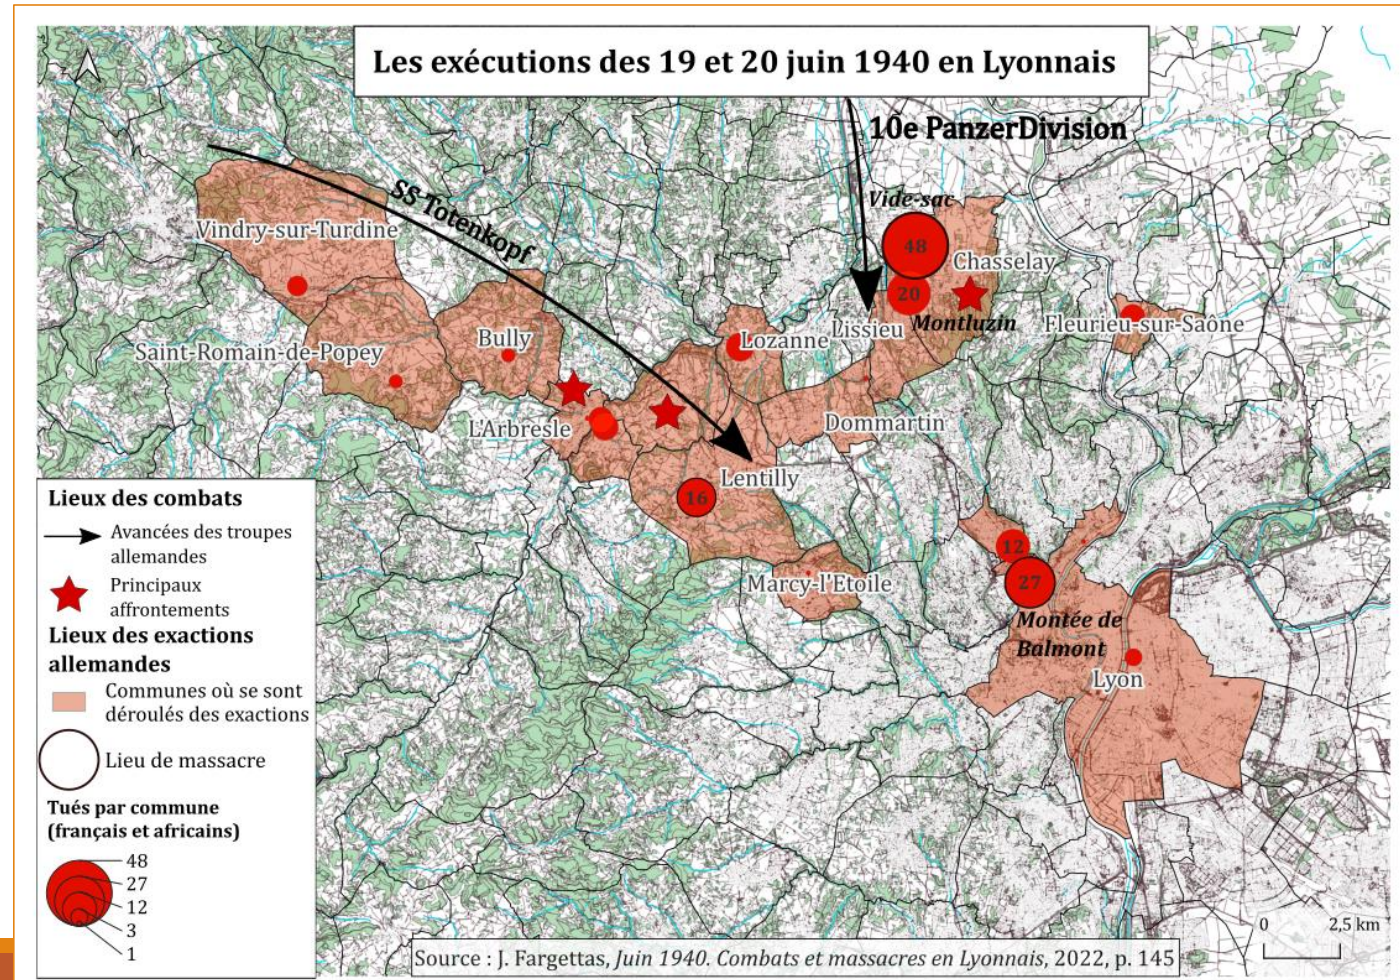 Les exécutions des 19 et 20 juin 1940 en Lyonnais
10e PanzerDivision
SS Totenkopf
Vide-sac
Vindry-sur-Turdine
48
Chasselay
20
Montluzin
Lissieu
Fleurieu-sur-Saône
Bully
Lozanne
Saint-Romain-de-Popey
L'Arbresle
Dommartin
Lentilly
16
12
27
Marcy-l'Etoile
Montée de
Balmont
Lyon
Lieux des combats
Avancées des troupes
allemandes
Principaux
affrontements
Lieux des exactions
allemandes
Communes où se sont
déroulés des exactions
Lieu de massacre
Tués par commune
(français et africains)
48
27
12
3
1
0 2,5 km
Source : J. Fargettas, Juin 1940. Combats et massacres en Lyonnais, 2022, p. 145